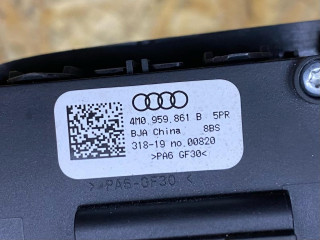 4M0.959.861 B 5PR
BJA China 8BS
318-19 no.00820
>PA6 GF30<
>PA6-GF30<